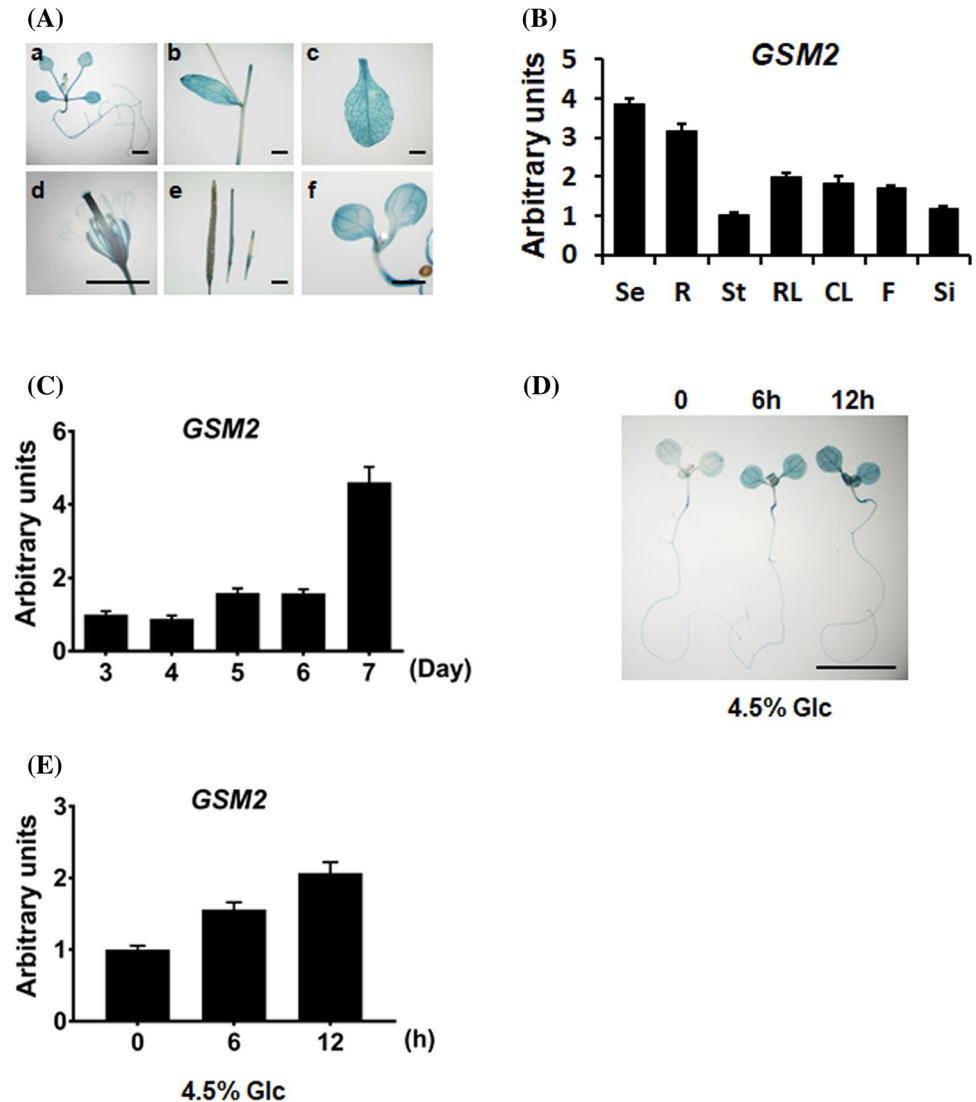 (A)
a b c
d e f
(B)
GSM2
Arbitrary units
5
4
3
2
1
0
Se R St RL CL F Si
(C)
GSM2
Arbitrary units
6
4
2
0
3 4 5 6 7 (Day)
(D)
0 6h 12h
4.5% Glc
(E)
GSM2
Arbitrary units
3
2
1
0
0 6 12 (h)
4.5% Glc